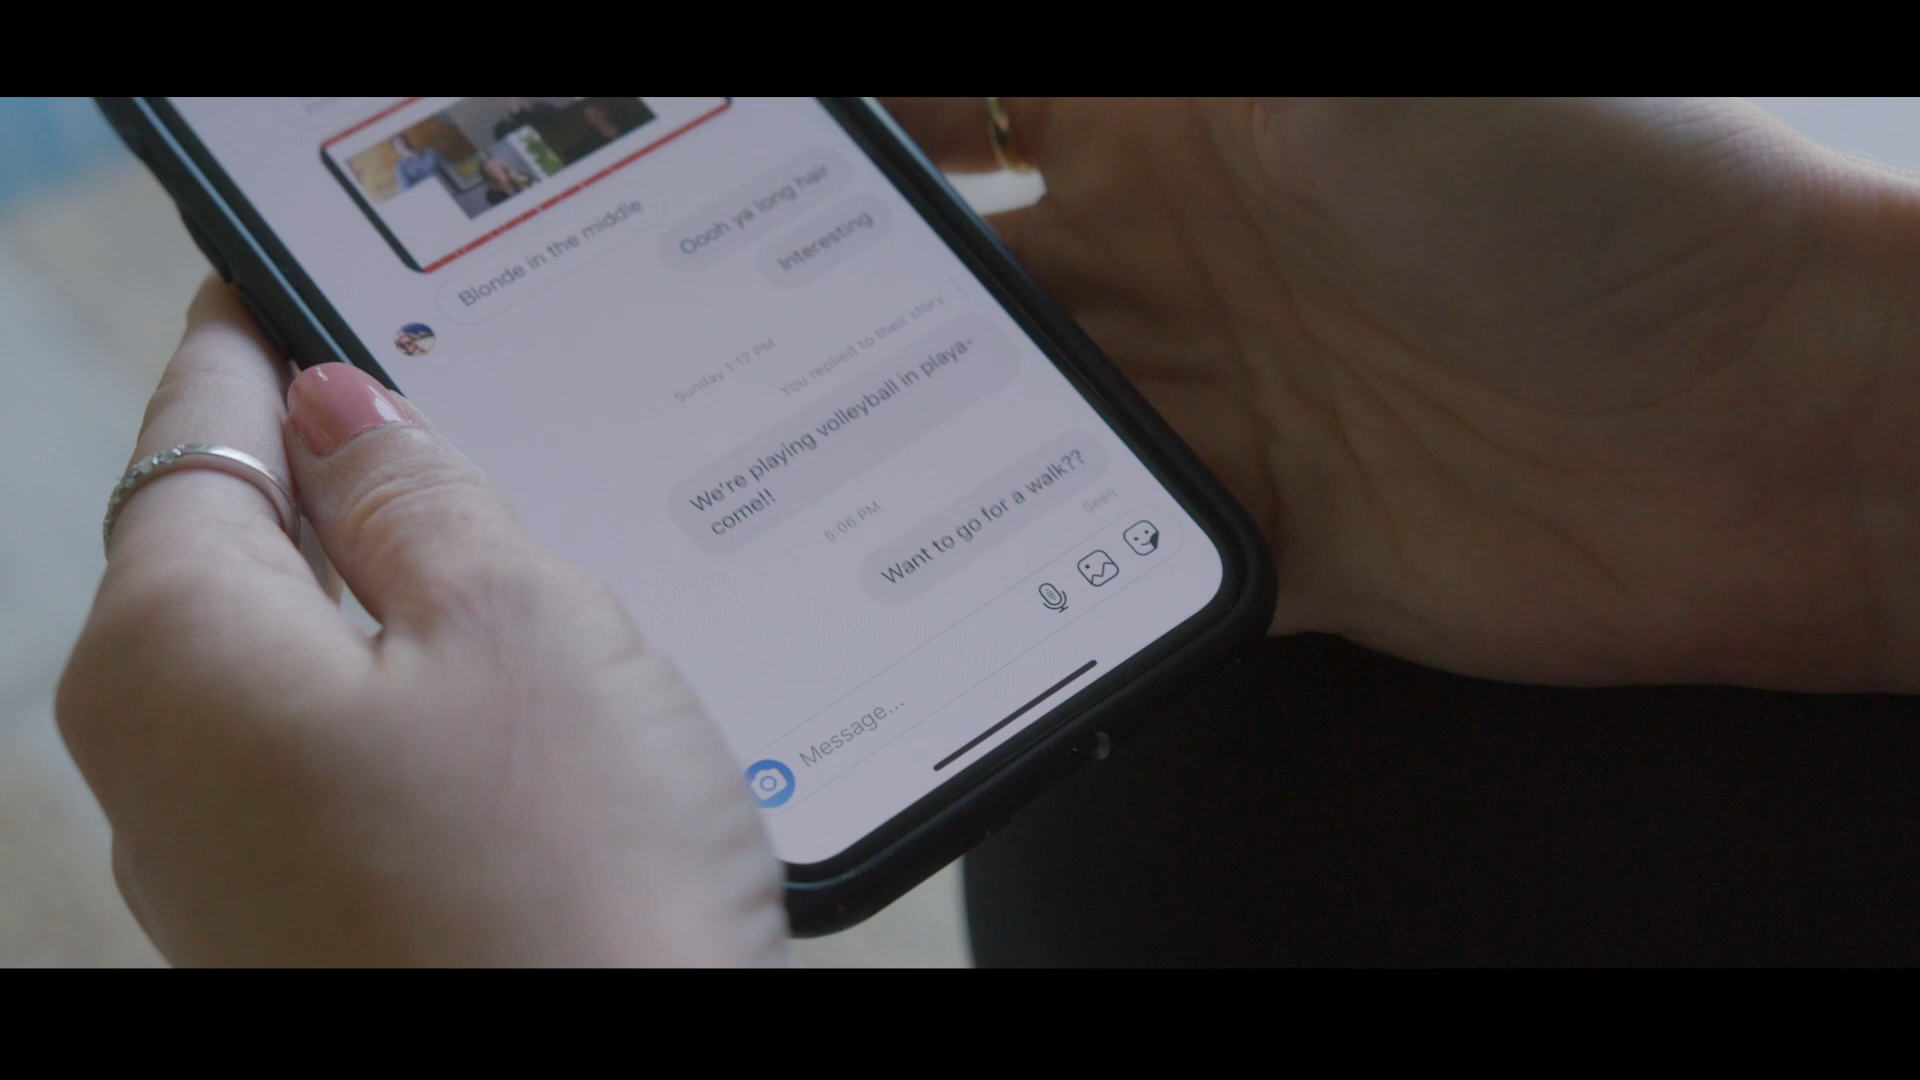 Blonde in the middle
Oooh ya long hair
Interesting
Sunday 1:12 PM
You replied to their story
We're playing volleyball in playa-
come!!
6:06 PM
Want to go for a walk??
Seen
Message...